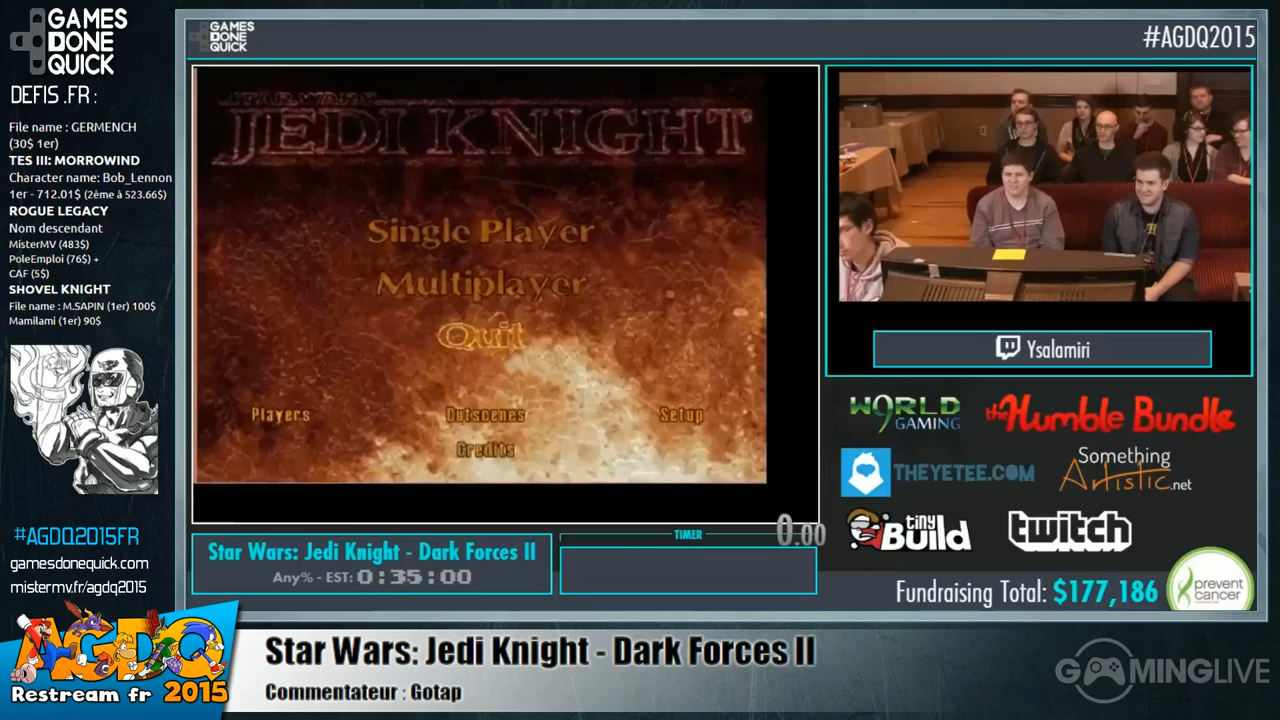 GAMES
DONE
QUICK
DEFIS .FR :
File name : GERMENCH
(30$ 1er)
TES III: MORROWIND
Character name: Bob_Lennon
1er - 712.01$ (2ème à 523.66$)
ROGUE LEGACY
Nom descendant
MisterMV (483$)
PoleEmploi (76$) +
CAF (5$)
SHOVEL KNIGHT
File name : M.SAPIN (1er) 100$
Mamilami (1er) 90$
#AGDQ2015FR
gamesdonequick.com
mistermv.fr/agdq2015
AGDQ
Restream fr 2015
GAMES
DONE
QUICK
#AGDQ2015
STAR WARS
JEDI KNIGHT
Single Player
Multiplayer
Quit
Players
Cutscenes
Setup
Credits
Star Wars: Jedi Knight - Dark Forces II
Any% - EST: 0:35:00
TIMER
0.00
Ysalamiri
WORLD
GAMING
the Humble Bundle
THEYETEE.COM
Something
Artistic.net
tiny
Build
twitch
Fundraising Total: $177,186
prevent
cancer
Star Wars: Jedi Knight - Dark Forces II
Commentateur : Gotap
GAMINGLIVE